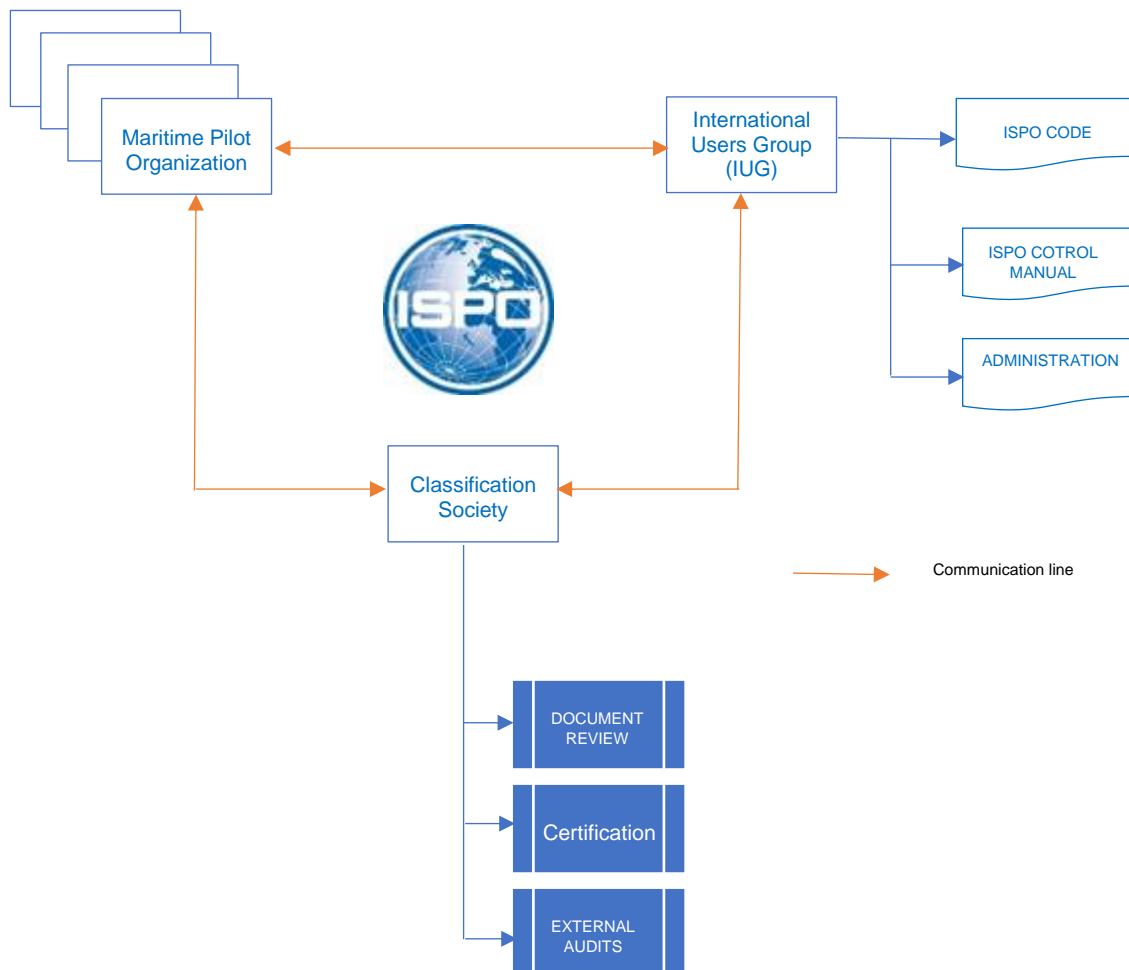 Maritime Pilot
Organization
International
Users Group
(IUG)
ISPO CODE
ISPO COTROL
MANUAL
ADMINISTRATION
ISPO
Classification
Society
Communication line
DOCUMENT
REVIEW
Certification
EXTERNAL
AUDITS